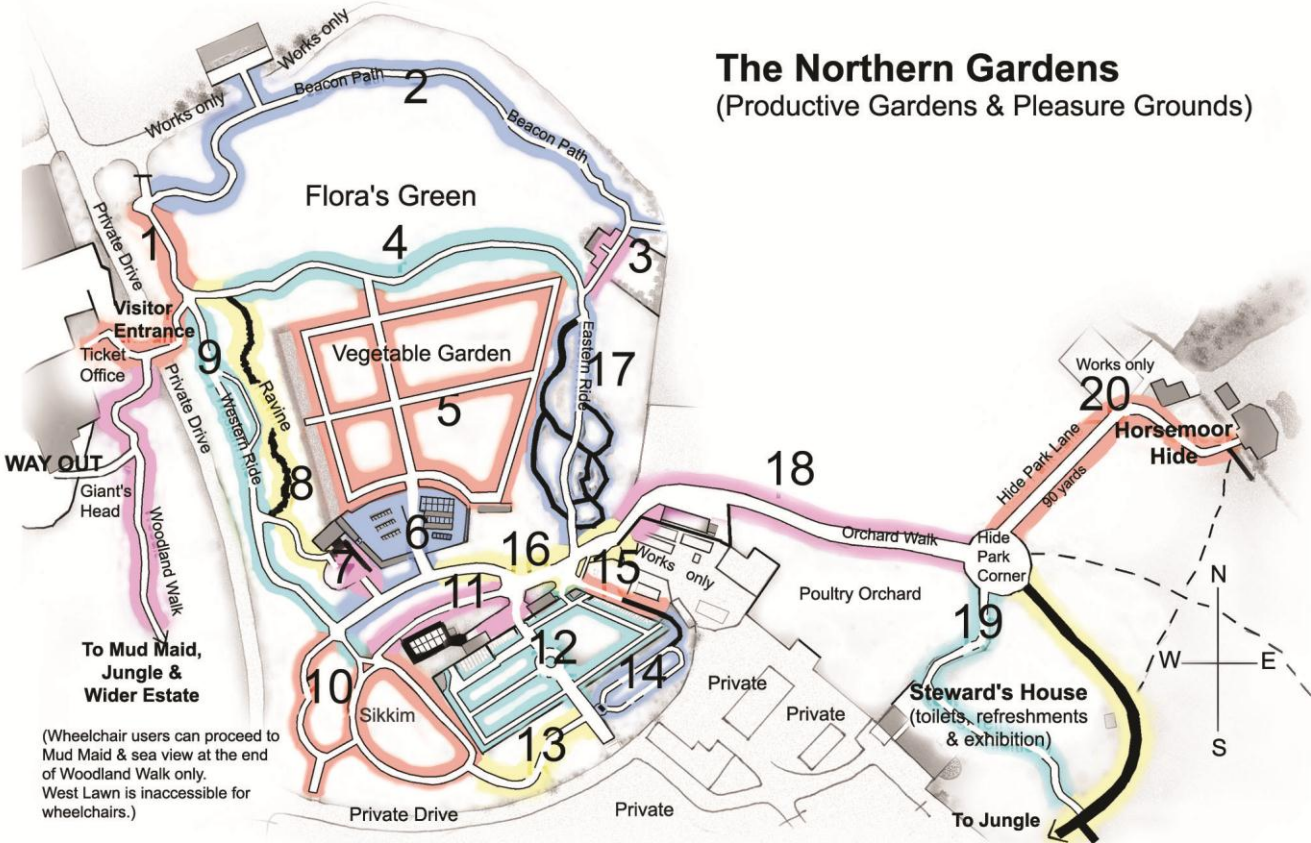 The Northern Gardens
(Productive Gardens & Pleasure Grounds)
Works only
Works only
Beacon Path
2
Beacon Path
Flora's Green
Private Drive
1
4
3
Visitor
Entrance
Ticket
Office
9
Vegetable Garden
Eastern Ride
17
Works only
20
Ravine
5
Private Drive
Western Ride
Hide Park Lane
90 yards
Horsemoor
Hide
WAY OUT
Giant's
Head
8
18
Woodland Walk
6
16
Orchard Walk
Hide
Park
Corner
7
11
15
Works only
Poultry Orchard
N
W
E
S
19
To Mud Maid,
Jungle &
Wider Estate
12
10
Sikkim
14
Private
Steward's House
(toilets, refreshments
& exhibition)
Private
13
(Wheelchair users can proceed to
Mud Maid & sea view at the end
of Woodland Walk only.
West Lawn is inaccessible for
wheelchairs.)
Private Drive
Private
To Jungle